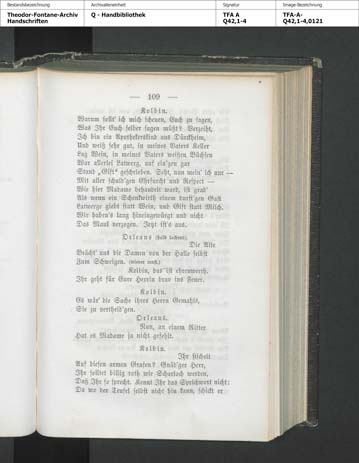 Bestandsbezeichnung
Archivalieneinheit
Signatur
Image-Bezeichnung
Theodor-Fontane-Archiv
Handschriften
Q - Handbibliothek
TFA A
Q42,1-4
TFA-A-
Q42,1-4,0121
— 109 —
Kolbin.
Warum sollt' ich mich scheuen, Euch zu sagen,
Was Ihr Euch selber sagen müßt? Verzeiht,
Ich bin ein Apothekerkind aus Dürkheim,
Und weiß sehr gut, in meines Vaters Keller
Lag Wein, in meines Vaters weißen Büchsen
War allerlei Latwerg, auf ein'gen gar
Stand „Gift" geschrieben. Seht, nun mein' ich nur —
Mit aller schuld'gen Ehrfurcht und Respect —
Wie hier Madame behandelt ward, ist grad'
Als wenn ein Schenkwirth einem durst'gen Gast
Latwerge giebt statt Wein, und Gift statt Milch.
Wir haben's lang hineingewürgt und nicht
Das Maul verzogen. Jetzt ist's aus.
Orleans (halb lachend).
Die Alte
Brächt' uns die Damen von der Halle selbst
Zum Schweigen. (wieder ernst.)
Kolbin, das ist ehrenwerth.
Ihr geht für Eure Herrin brav ins Feuer.
Kolbin.
Es wär' die Sache ihres Herrn Gemahls,
Sie zu vertheid'gen.
Orleans.
Nun, an einem Ritter
Hat es Madame ja nicht gefehlt.
Kolbin.
Ihr stichelt
Auf diesen armen Grafen? Gnäd'ger Herr,
Ihr solltet billig roth wie Scharlach werden,
Daß Ihr so sprecht. Kennt Ihr das Sprichwort nicht:
Da wo der Teufel selbst nicht hin kann, schickt er